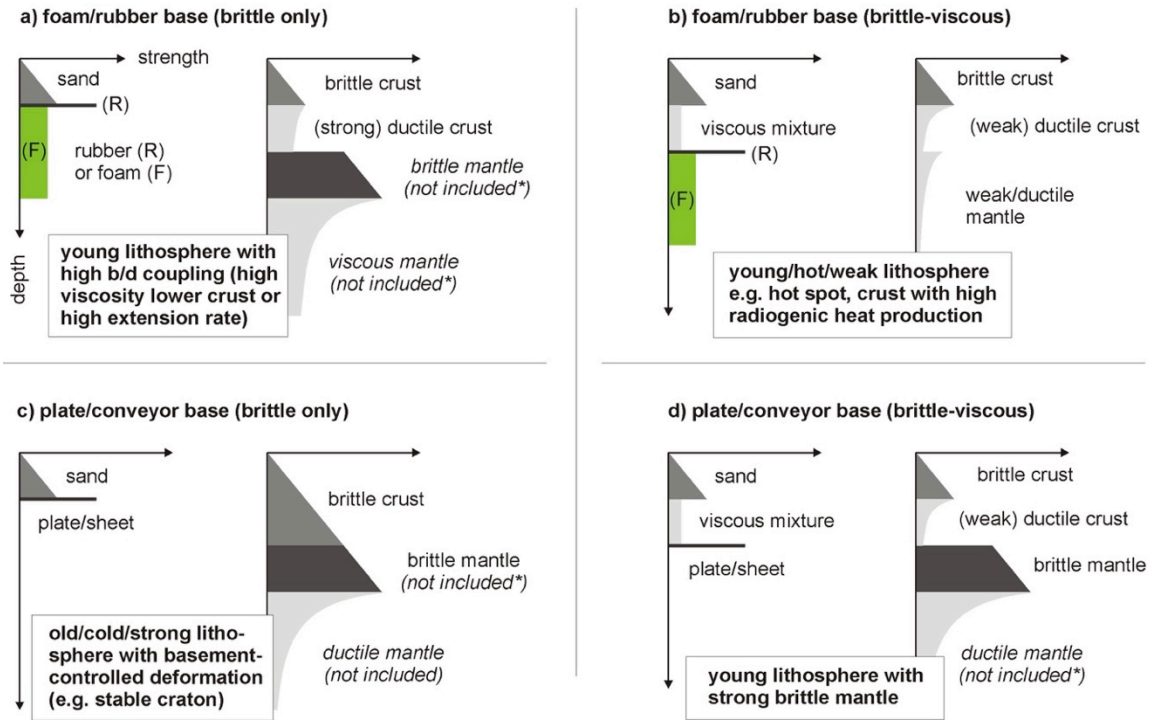 a) foam/rubber base (brittle only)
strength
sand
(R)
(F)
rubber (R)
or foam (F)
depth
brittle crust
(strong) ductile crust
brittle mantle
(not included*)
viscous mantle
(not included*)
young lithosphere with
high b/d coupling (high
viscosity lower crust or
high extension rate)
b) foam/rubber base (brittle-viscous)
sand
viscous mixture
(R)
(F)
brittle crust
(weak) ductile crust
weak/ductile
mantle
young/hot/weak lithosphere
e.g. hot spot, crust with high
radiogenic heat production
c) plate/conveyor base (brittle only)
sand
plate/sheet
brittle crust
brittle mantle
(not included*)
ductile mantle
(not included)
old/cold/strong litho-
sphere with basement-
controlled deformation
(e.g. stable craton)
d) plate/conveyor base (brittle-viscous)
sand
viscous mixture
plate/sheet
brittle crust
(weak) ductile crust
brittle mantle
ductile mantle
(not included*)
young lithosphere with
strong brittle mantle